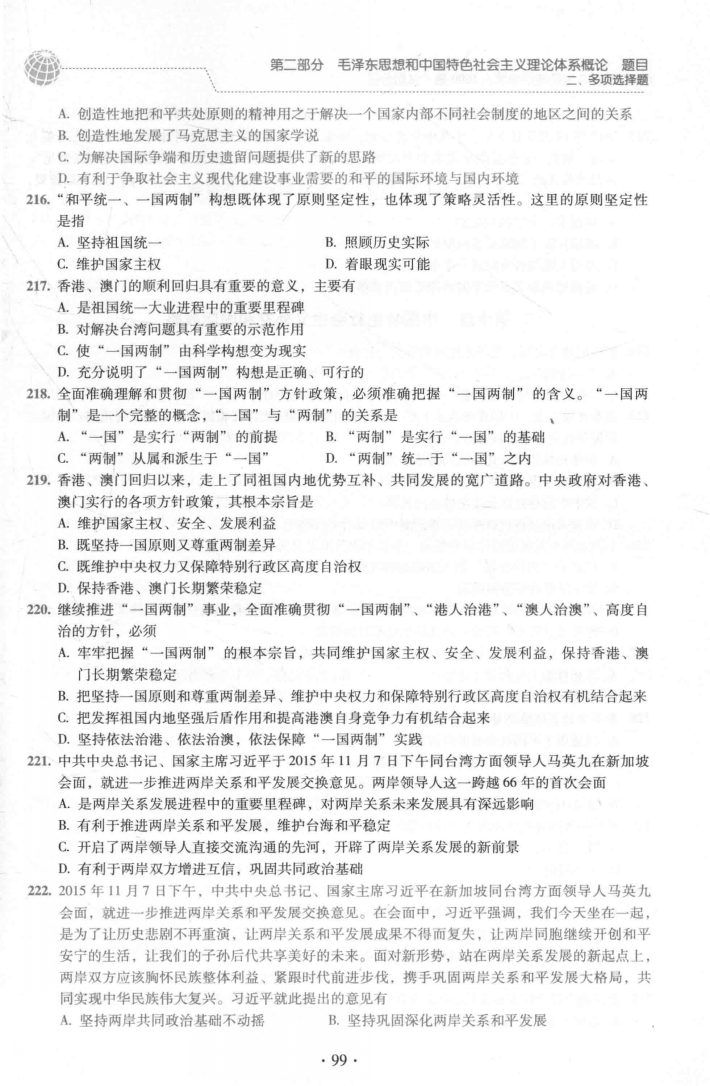 第二部分 毛泽东思想和中国特色社会主义理论体系概论 题目
二、多项选择题
A. 创造性地把和平共处原则的精神用之于解决一个国家内部不同社会制度的地区之间的关系
B. 创造性地发展了马克思主义的国家学说
C. 为解决国际争端和历史遗留问题提供了新的思路
D. 有利于争取社会主义现代化建设事业需要的和平的国际环境与国内环境
216. “和平统一、一国两制”构想既体现了原则坚定性，也体现了策略灵活性。这里的原则坚定性
是指
A. 坚持祖国统一 B. 照顾历史实际
C. 维护国家主权 D. 着眼现实可能
217. 香港、澳门的顺利回归具有重要的意义，主要有
A. 是祖国统一大业进程中的重要里程碑
B. 对解决台湾问题具有重要的示范作用
C. 使“一国两制”由科学构想变为现实
D. 充分说明了“一国两制”构想是正确、可行的
218. 全面准确理解和贯彻“一国两制”方针政策，必须准确把握“一国两制”的含义。“一国两
制”是一个完整的概念，“一国”与“两制”的关系是
A. “一国”是实行“两制”的前提 B. “两制”是实行“一国”的基础
C. “两制”从属和派生于“一国” D. “两制”统一于“一国”之内
219. 香港、澳门回归以来，走上了同祖国内地优势互补、共同发展的宽广道路。中央政府对香港、
澳门实行的各项方针政策，其根本宗旨是
A. 维护国家主权、安全、发展利益
B. 既坚持一国原则又尊重两制差异
C. 既维护中央权力又保障特别行政区高度自治权
D. 保持香港、澳门长期繁荣稳定
220. 继续推进“一国两制”事业，全面准确贯彻“一国两制”、“港人治港”、“澳人治澳”、高度自
治的方针，必须
A. 牢牢把握“一国两制”的根本宗旨，共同维护国家主权、安全、发展利益，保持香港、澳
门长期繁荣稳定
B. 把坚持一国原则和尊重两制差异、维护中央权力和保障特别行政区高度自治权有机结合起来
C. 把发挥祖国内地坚强后盾作用和提高港澳自身竞争力有机结合起来
D. 坚持依法治港、依法治澳，依法保障“一国两制”实践
221. 中共中央总书记、国家主席习近平于 2015 年 11 月 7 日下午同台湾方面领导人马英九在新加坡
会面，就进一步推进两岸关系和平发展交换意见。两岸领导人这一跨越 66 年的首次会面
A. 是两岸关系发展进程中的重要里程碑，对两岸关系未来发展具有深远影响
B. 有利于推进两岸关系和平发展，维护台海和平稳定
C. 开启了两岸领导人直接交流沟通的先河，开辟了两岸关系发展的新前景
D. 有利于两岸双方增进互信，巩固共同政治基础
222. 2015 年 11 月 7 日下午，中共中央总书记、国家主席习近平在新加坡同台湾方面领导人马英九
会面，就进一步推进两岸关系和平发展交换意见。在会面中，习近平强调，我们今天坐在一起，
是为了让历史悲剧不再重演，让两岸关系和平发展成果不得而复失，让两岸同胞继续开创和平
安宁的生活，让我们的子孙后代共享美好的未来。面对新形势，站在两岸关系发展的新起点上，
两岸双方应该胸怀民族整体利益、紧跟时代前进步伐，携手巩固两岸关系和平发展大格局，共
同实现中华民族伟大复兴。习近平就此提出的意见有
A. 坚持两岸共同政治基础不动摇 B. 坚持巩固深化两岸关系和平发展
· 99 ·